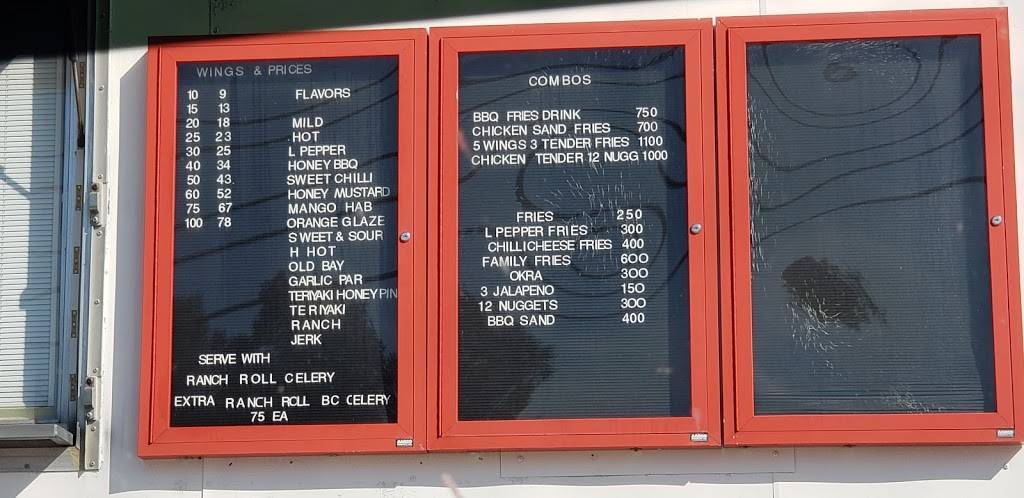 WINGS & PRICES
10 9 FLAVORS
15 13
20 18 MILD
25 23 HOT
30 25 L PEPPER
40 34 HONEY BBQ
50 43 SWEET CHILLI
60 52 HONEY MUSTARD
75 67 MANGO HAB
100 78 ORANGE GLAZE
SWEET & SOUR
H HOT
OLD BAY
GARLIC PAR
TERIYAKI HONEY PIN
TERIYAKI
RANCH
JERK
SERVE WITH
RANCH ROLL CELERY
EXTRA RANCH ROLL BC CELERY
75 EA
COMBOS
BBQ FRIES DRINK 750
CHICKEN SAND FRIES 700
5 WINGS 3 TENDER FRIES 1100
CHICKEN TENDER 12 NUGG 1000
FRIES 250
L PEPPER FRIES 300
CHILLI CHEESE FRIES 400
FAMILY FRIES 600
OKRA 300
3 JALAPENO 150
12 NUGGETS 300
BBQ SAND 400